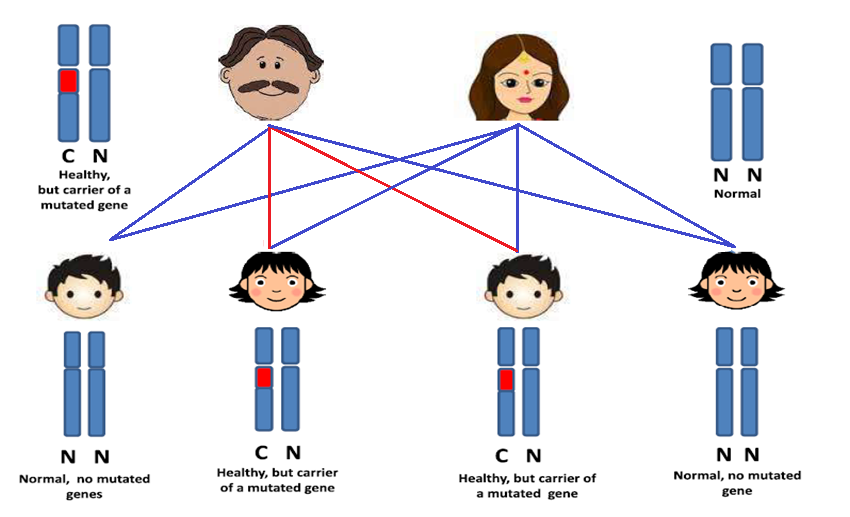 C N
Healthy,
but carrier of a
mutated gene
N N
Normal
N N
Normal, no mutated
genes
C N
Healthy, but carrier
of a mutated gene
C N
Healthy, but carrier of
a mutated gene
N N
Normal, no mutated
gene